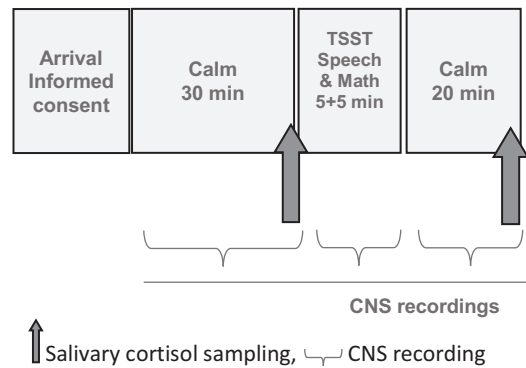 Arrival
Informed
consent
Calm
30 min
TSST
Speech
& Math
5+5 min
Calm
20 min
CNS recordings
Salivary cortisol sampling, CNS recording